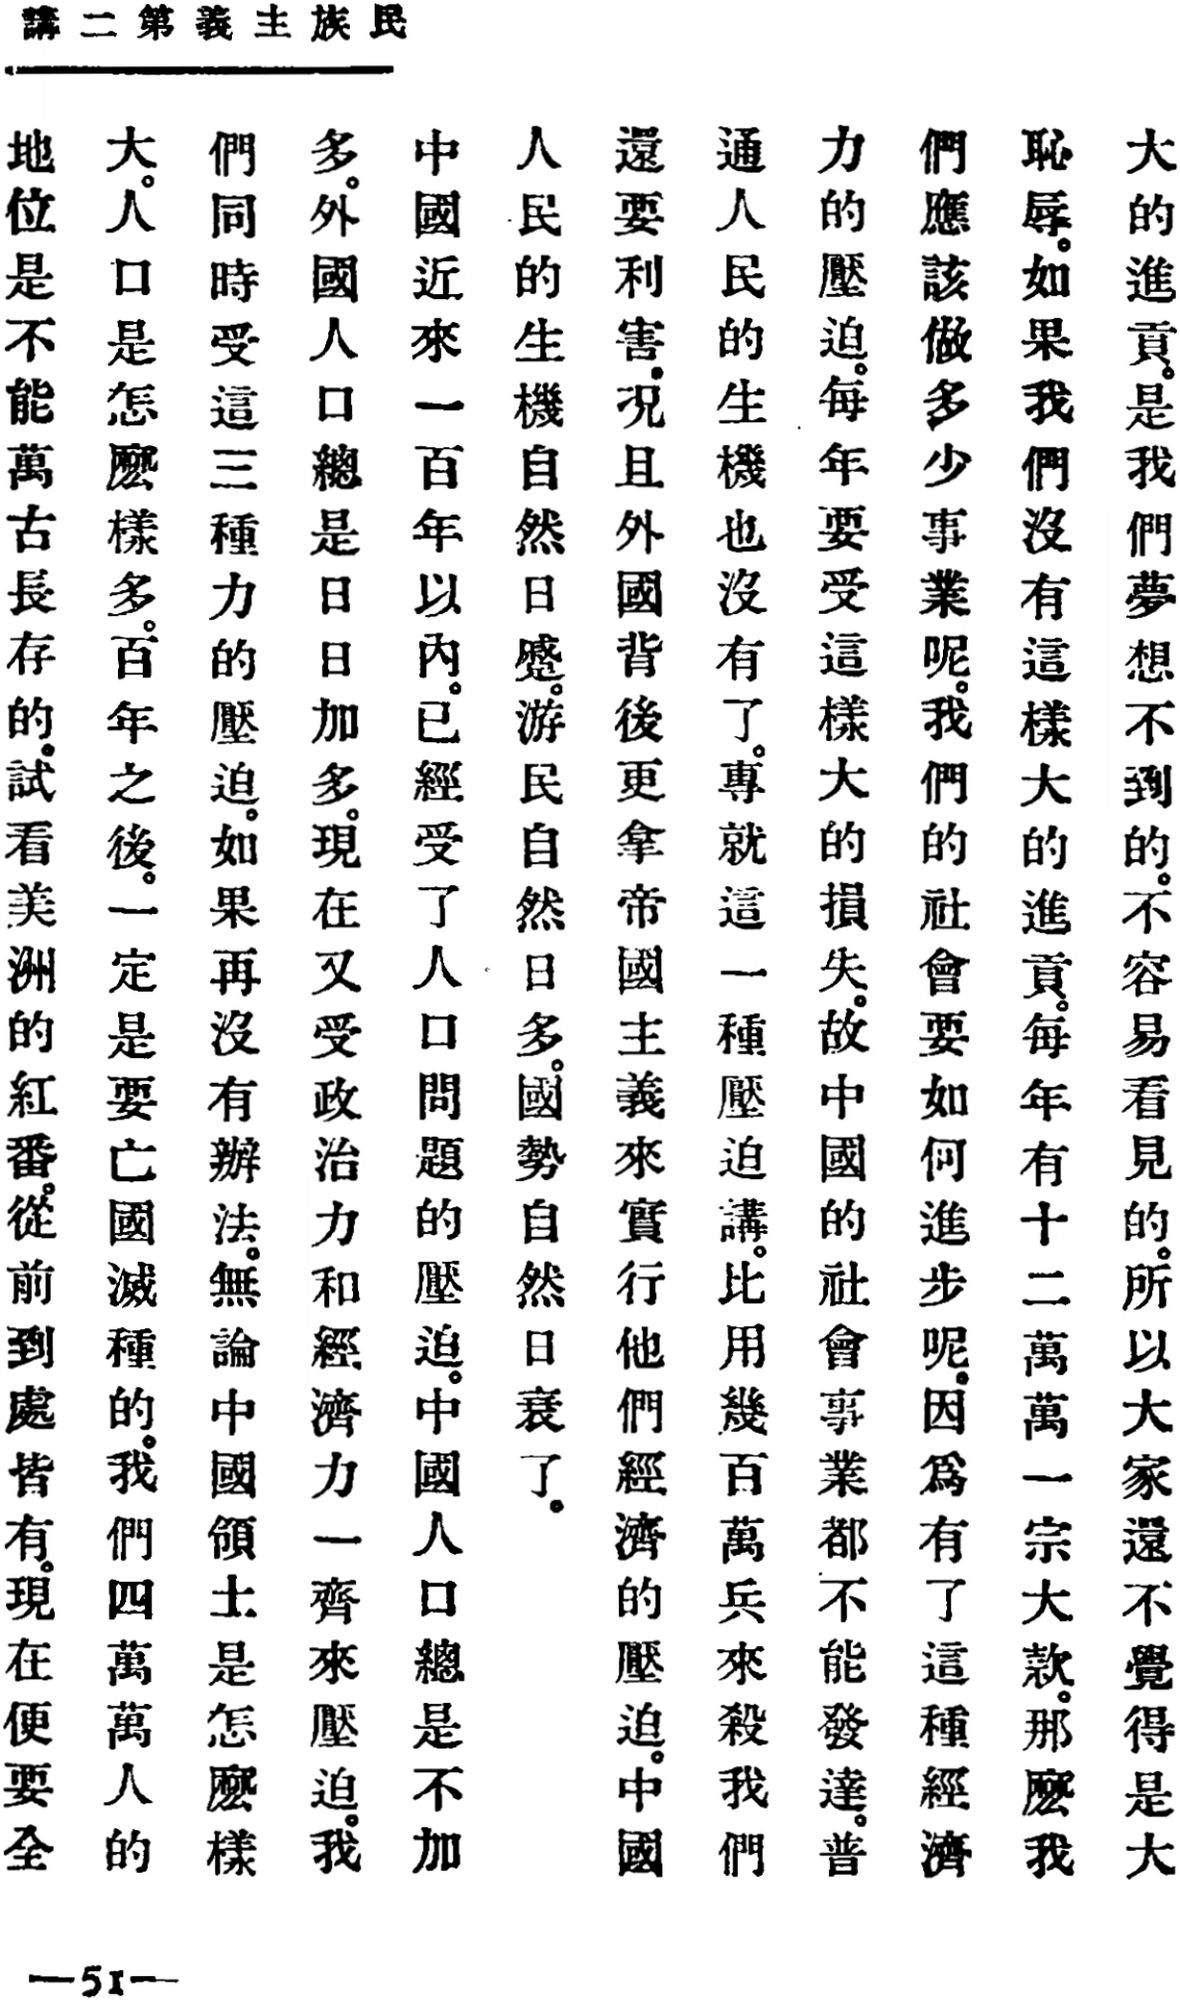 民族主義第二講
大的進貢。是我們夢想不到的。不容易看見的。所以大家還不覺得是大
恥辱。如果我們沒有這樣大的進貢。每年有十二萬萬一宗大款。那麽我
們應該做多少事業呢。我們的社會要如何進步呢。因爲有了這種經濟
力的壓迫。每年要受這樣大的損失。故中國的社會事業都不能發達。普
通人民的生機也沒有了。專就這一種壓迫講。比用幾百萬兵來殺我們
還要利害。况且外國背後更拿帝國主義來實行他們經濟的壓迫。中國
人民的生機自然日蹙。游民自然日多。國勢自然日衰了。
中國近來一百年以內。已經受了人口問題的壓迫。中國人口總是不加
多。外國人口總是日日加多。現在又受政治力和經濟力一齊來壓迫。我
們同時受這三種力的壓迫。如果再沒有辦法。無論中國領土是怎麽樣
大。人口是怎麽樣多。百年之後。一定是要亡國滅種的。我們四萬萬人的
地位是不能萬古長存的。試看美洲的紅番。從前到處皆有。現在便要全
—51—